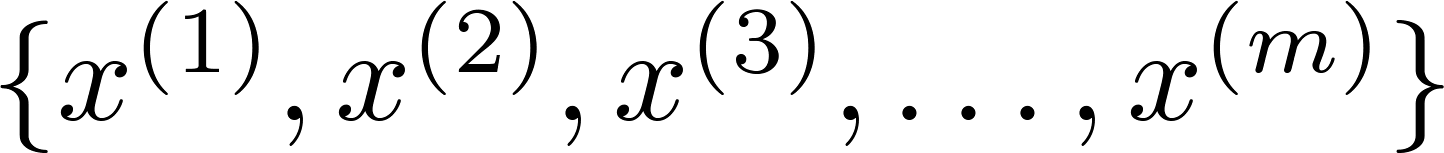 {x^{(1)}, x^{(2)}, x^{(3)}, ..., x^{(m)}}